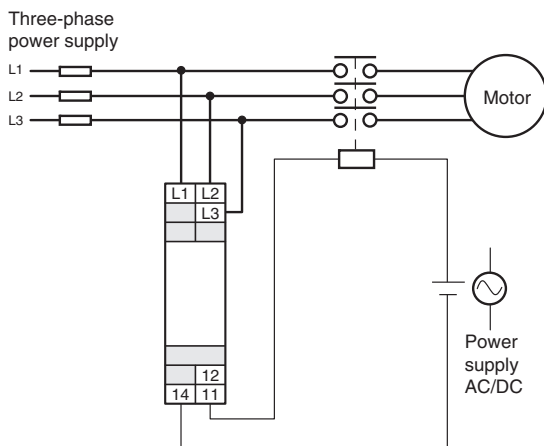 Three-phase
power supply
L1
L2
L3
Motor
L1 L2
L3
12
14 11
Power
supply
AC/DC